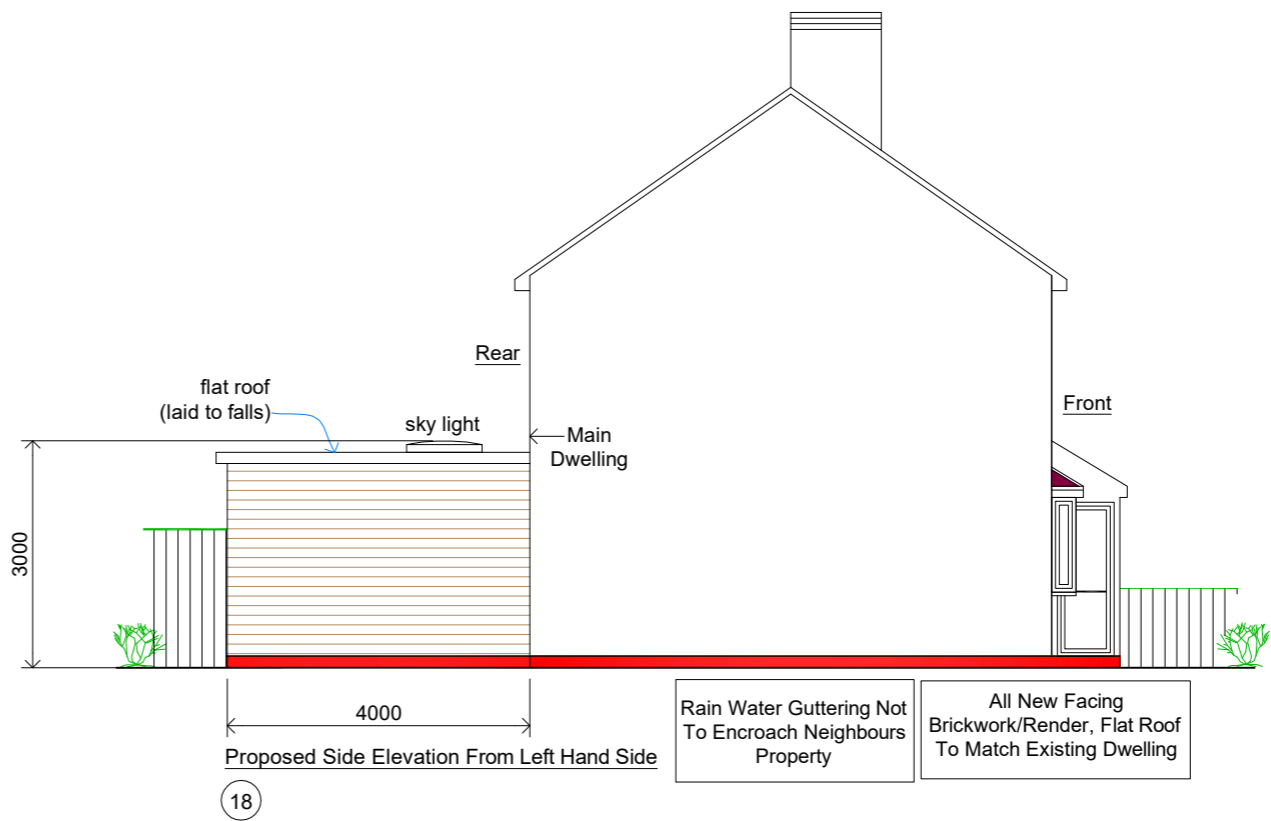 Rear
flat roof
(laid to falls)
sky light
Front
Main
Dwelling
3000
4000
Proposed Side Elevation From Left Hand Side
18
Rain Water Guttering Not
To Encroach Neighbours
Property
All New Facing
Brickwork/Render, Flat Roof
To Match Existing Dwelling